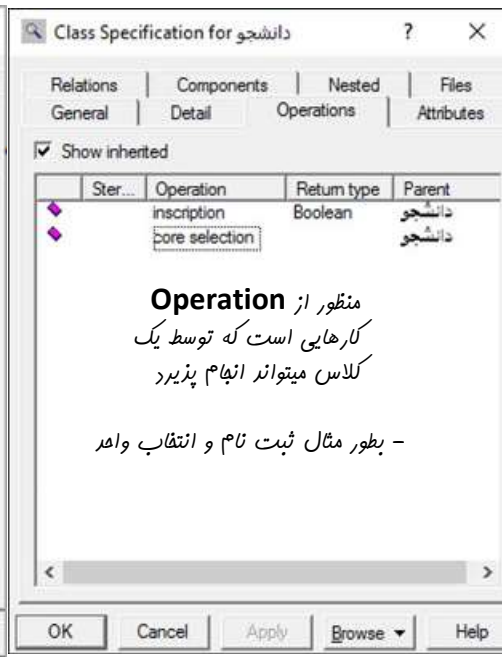 Class Specification for دانشجو ? ×
Relations Components Nested Files
General Detail Operations Attributes
Show inherited
Ster... Operation Return type Parent
inscription Boolean دانشجو
core selection دانشجو
منظور از Operation
کارهایی است که توسط یک
کلاس میتواند انجام پذیرد
- بطور مثال ثبت نام و انتخاب واحد
OK Cancel Apply Browse Help